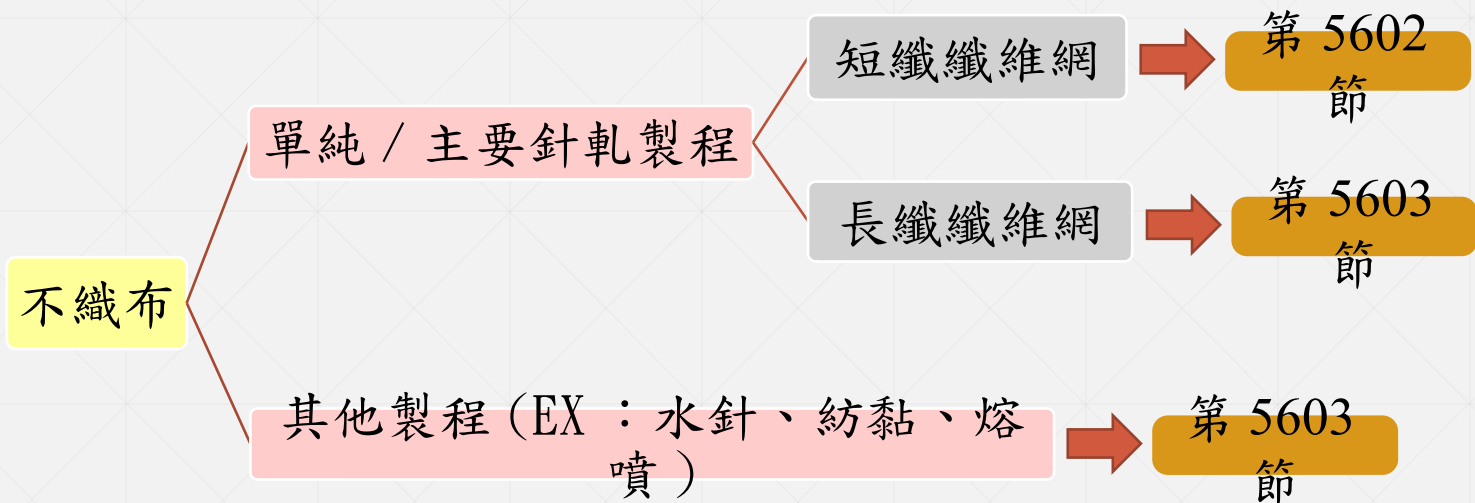 短纖纖維網
第 5602
節
單純 / 主要針軋製程
長纖纖維網
第 5603
節
不織布
其他製程(EX ：水針、紡黏、熔
噴）
第 5603
節